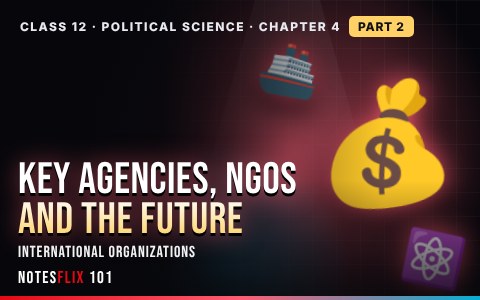 CLASS 12 · POLITICAL SCIENCE · CHAPTER 4 PART 2
KEY AGENCIES, NGOS
AND THE FUTURE
INTERNATIONAL ORGANIZATIONS
NOTESFLIX 101
$